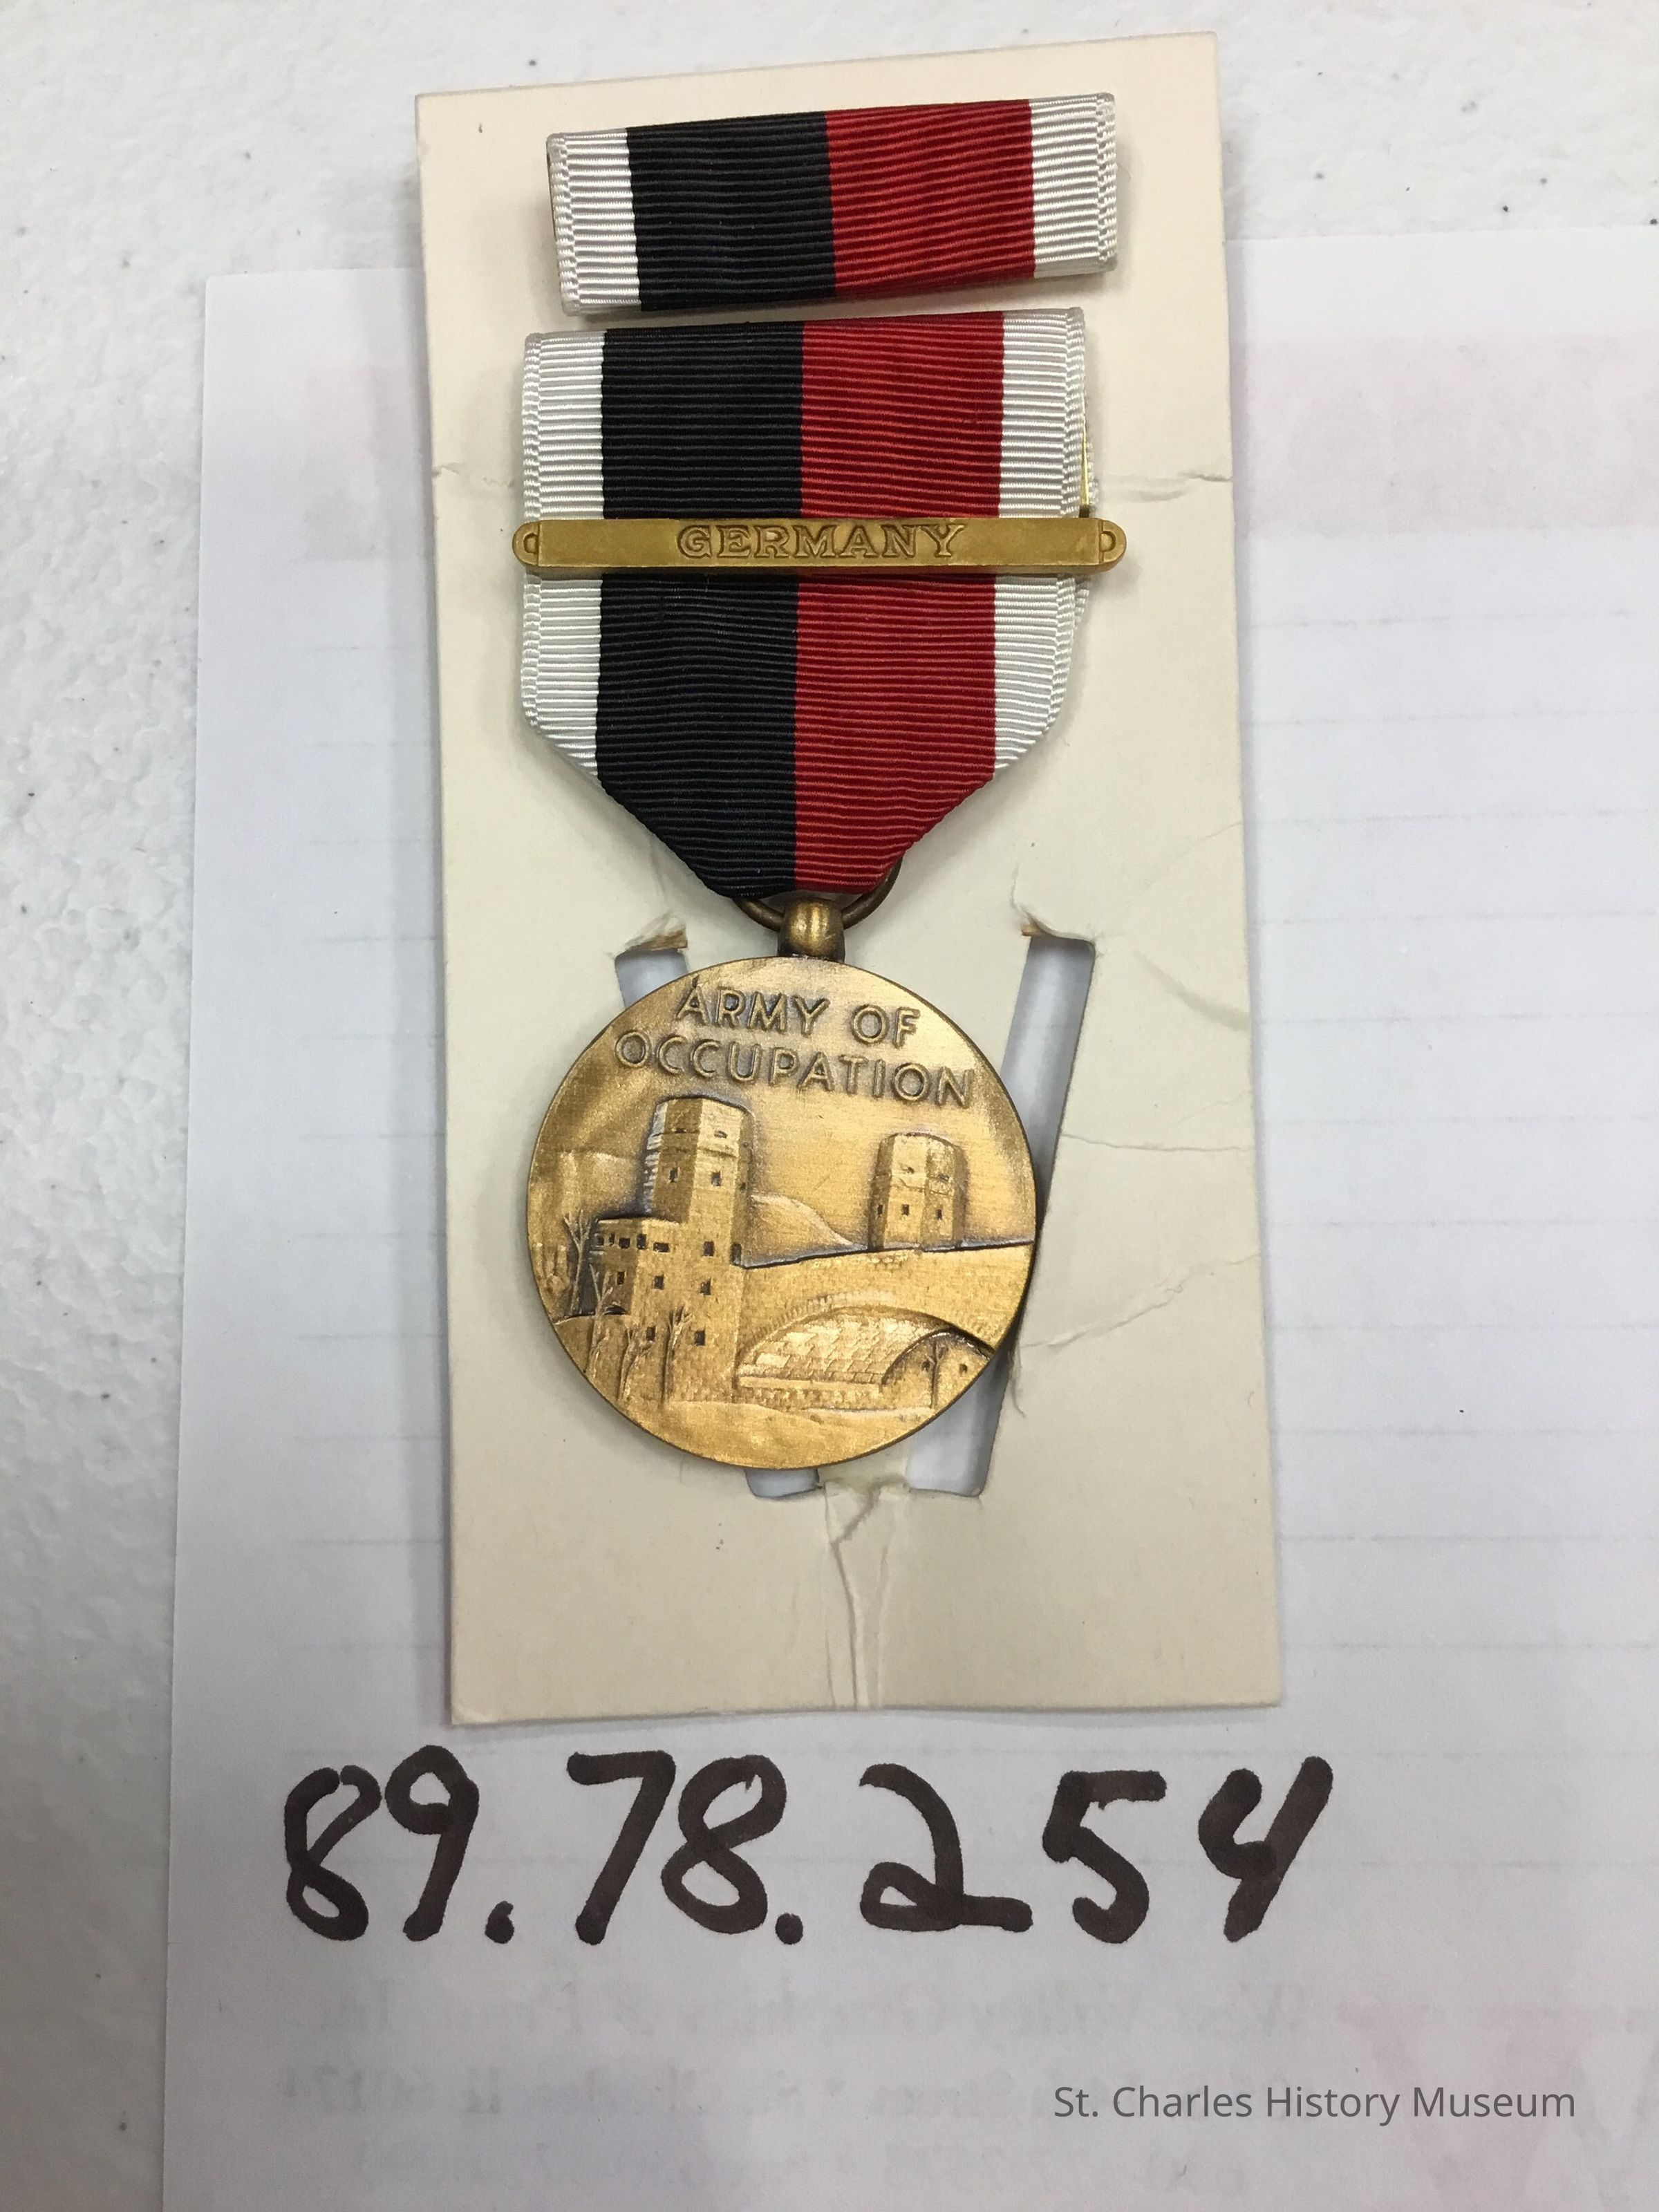 GERMANY
ARMY OF
OCCUPATION
89.78.254
St. Charles History Museum